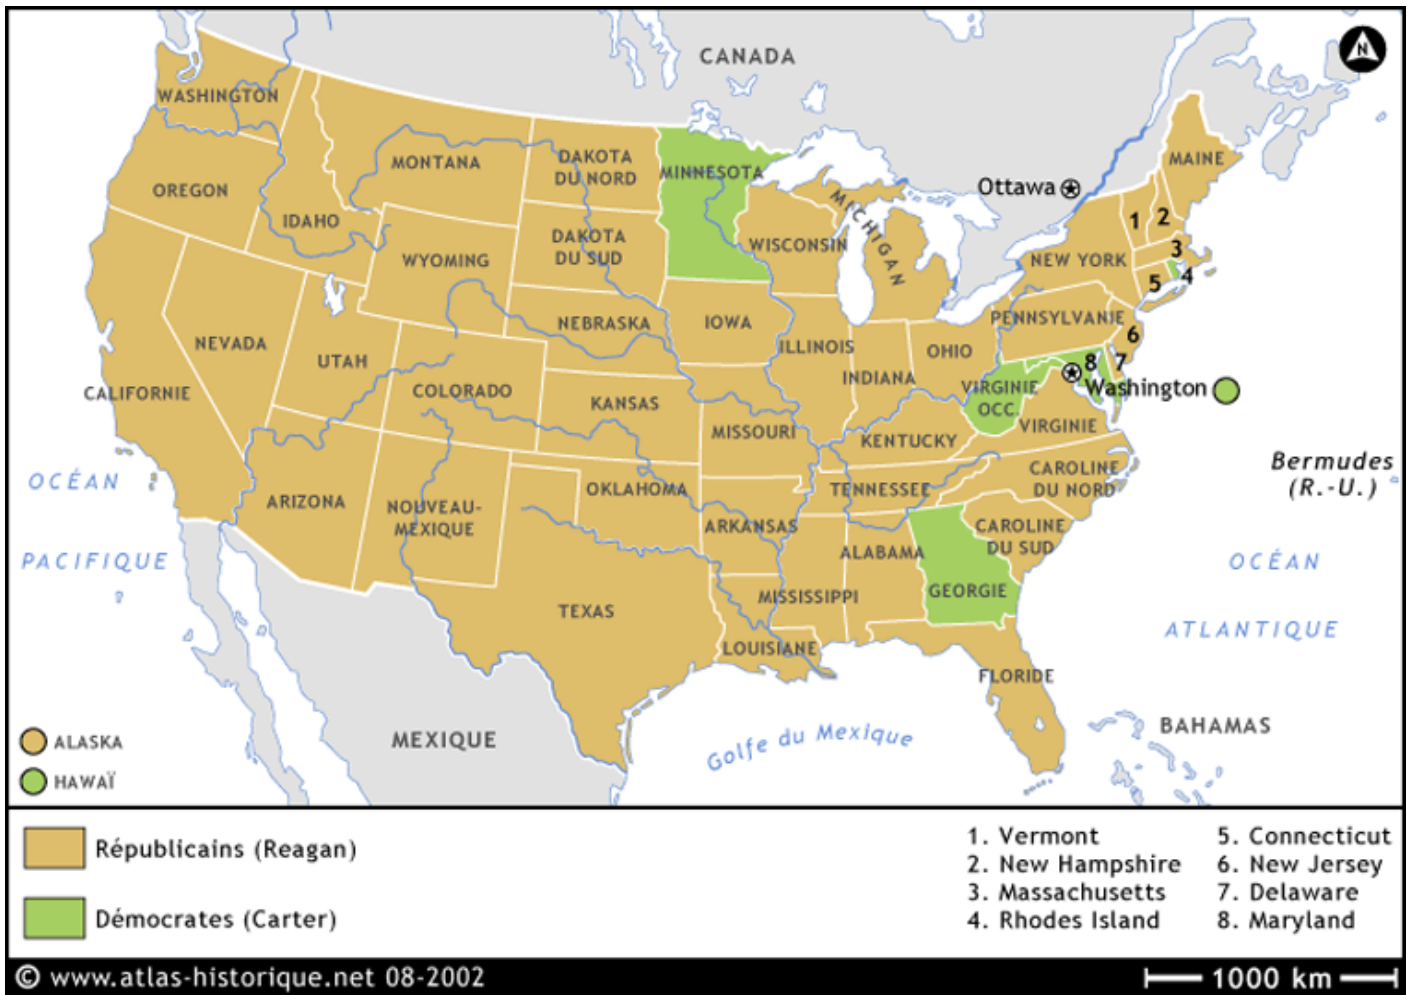 N
CANADA
WASHINGTON
MONTANA
DAKOTA
DU NORD
MINNESOTA
MAINE
Ottawa
OREGON
IDAHO
MICHIGAN
1
2
WYOMING
DAKOTA
DU SUD
WISCONSIN
NEW YORK
3
4
5
NEBRASKA
IOWA
PENNSYLVANIE
6
NEVADA
UTAH
ILLINOIS
INDIANA
OHIO
8
7
CALIFORNIE
COLORADO
KANSAS
VIRGINIE
OCC.
Washington
MISSOURI
KENTUCKY
VIRGINIE
OCÉAN
PACIFIQUE
ARIZONA
NOUVEAU-
MEXIQUE
OKLAHOMA
TENNESSEE
CAROLINE
DU NORD
Bermudes
(R.-U.)
ARKANSAS
ALABAMA
CAROLINE
DU SUD
OCÉAN
ATLANTIQUE
TEXAS
MISSISSIPPI
GEORGIE
LOUISIANE
FLORIDE
MEXIQUE
Golfe du Mexique
BAHAMAS
ALASKA
HAWAÏ
Républicains (Reagan)
Démocrates (Carter)
1. Vermont
2. New Hampshire
3. Massachusetts
4. Rhodes Island
5. Connecticut
6. New Jersey
7. Delaware
8. Maryland
© www.atlas-historique.net 08-2002
1000 km